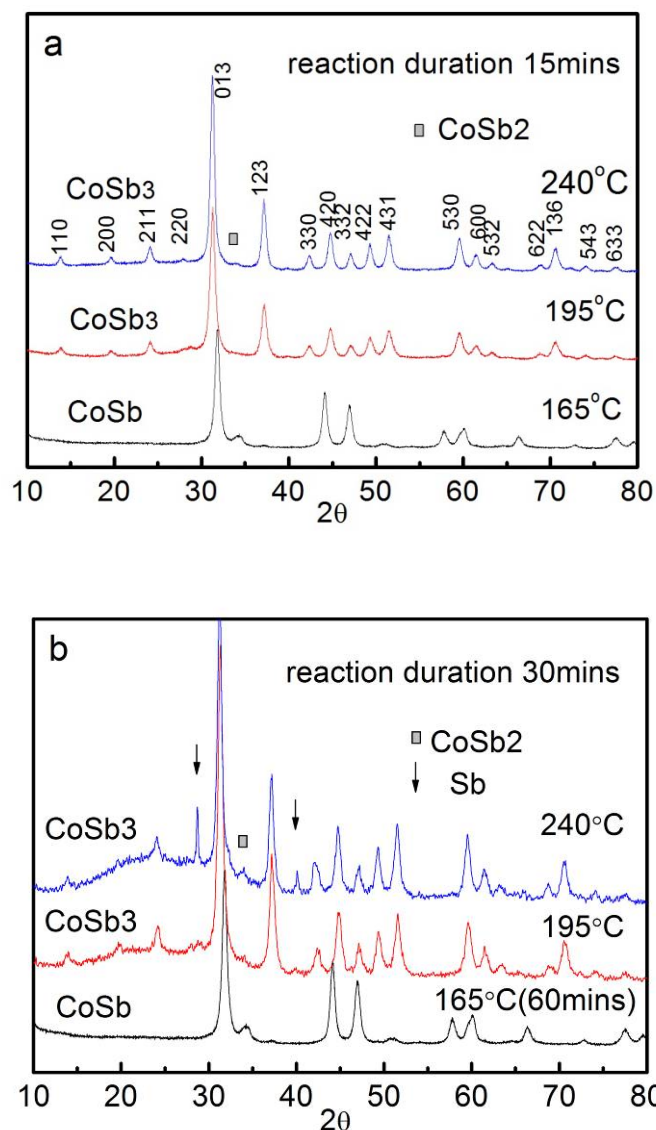 a
reaction duration 15mins
013
CoSb2
CoSb3
123
240°C
110
200
211
220
330
420
332
422
431
530
600
532
622
136
543
633
CoSb3
195°C
CoSb
165°C
10 20 30 40 50 60 70 80
2θ
b
reaction duration 30mins
CoSb2
Sb
CoSb3
240°C
CoSb3
195°C
CoSb
165°C(60mins)
10 20 30 40 50 60 70 80
2θ